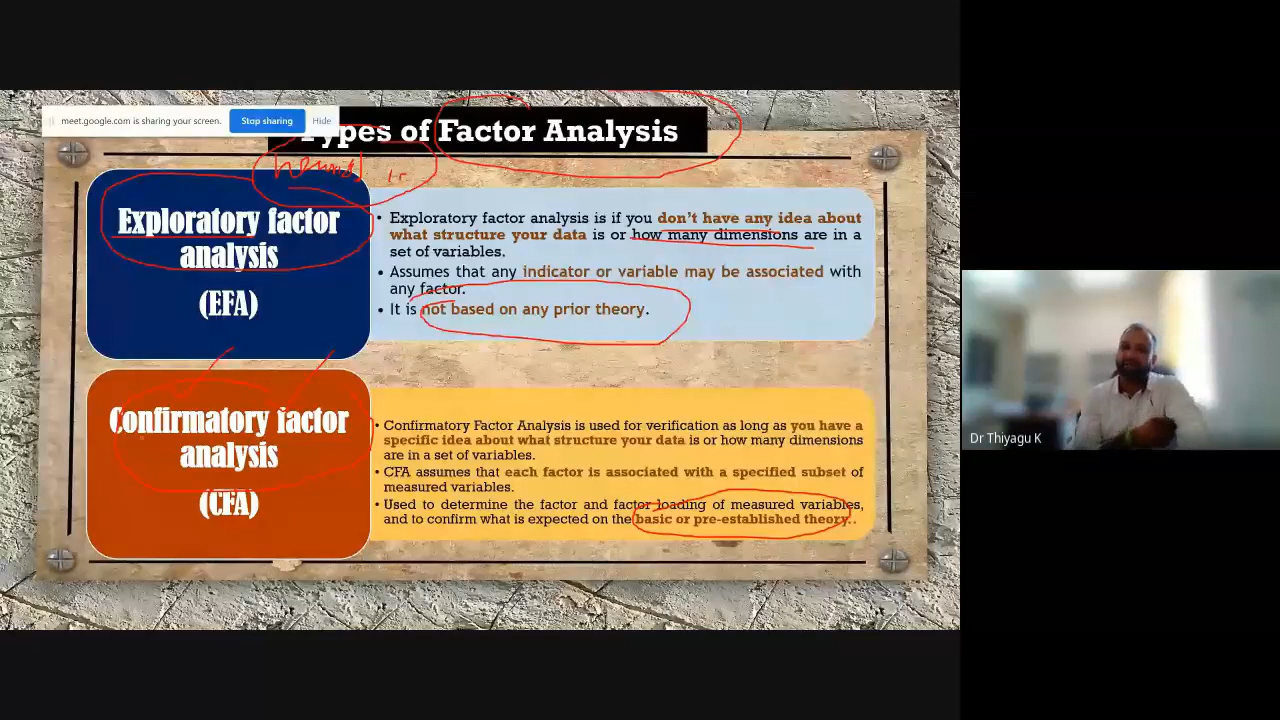 meet.google.com is sharing your screen. Stop sharing Hide
Types of Factor Analysis
Exploratory factor
analysis
(EFA)
• Exploratory factor analysis is if you don't have any idea about
what structure your data is or how many dimensions are in a
set of variables.
• Assumes that any indicator or variable may be associated with
any factor.
• It is not based on any prior theory.
Confirmatory factor
analysis
(CFA)
• Confirmatory Factor Analysis is used for verification as long as you have a
specific idea about what structure your data is or how many dimensions
are in a set of variables.
• CFA assumes that each factor is associated with a specified subset of
measured variables.
• Used to determine the factor and factor loading of measured variables,
and to confirm what is expected on the basic or pre-established theory..
Dr Thiyagu K